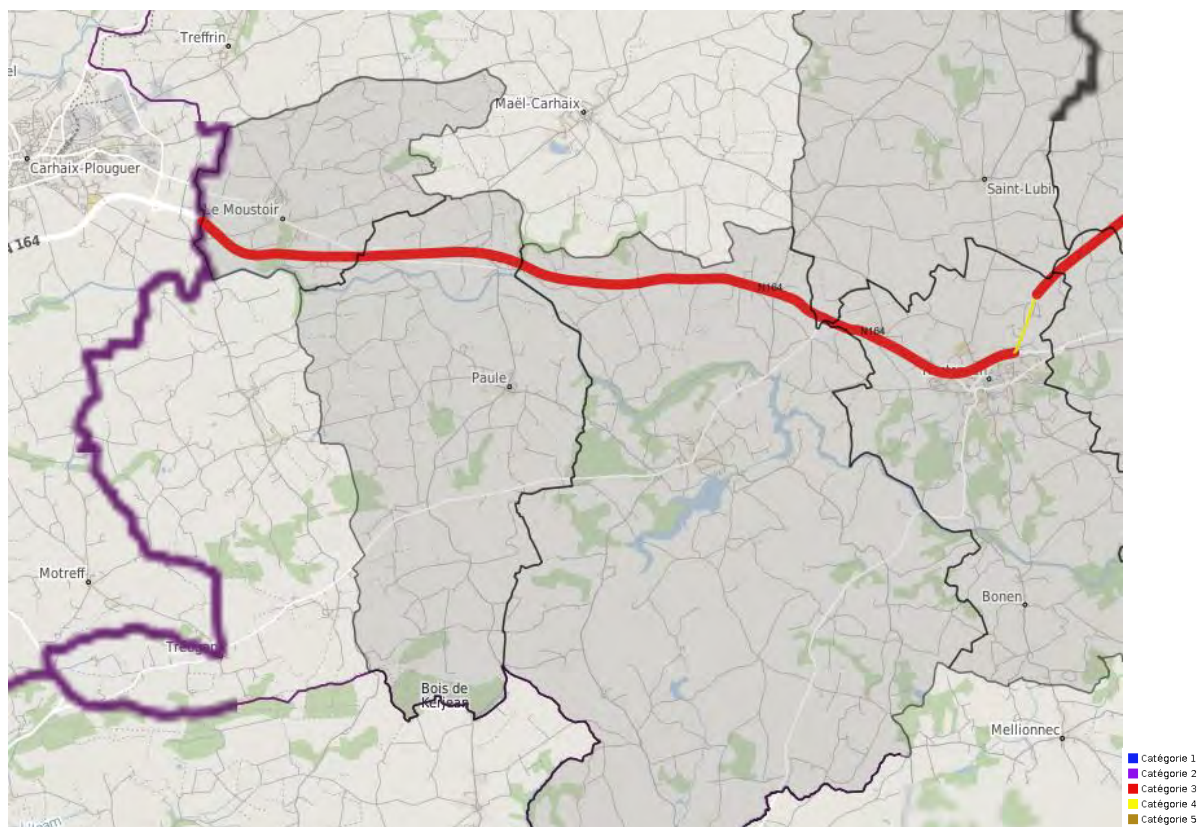 Treffrin
Maël-Carhaix
Carhaix-Plouguer
Saint-Lubin
Le Moustoir
164
N164
N164
Paule
Motreff
Bonen
Bois de
Kerjean
Mellionnec
Catégorie 1
Catégorie 2
Catégorie 3
Catégorie 4
Catégorie 5